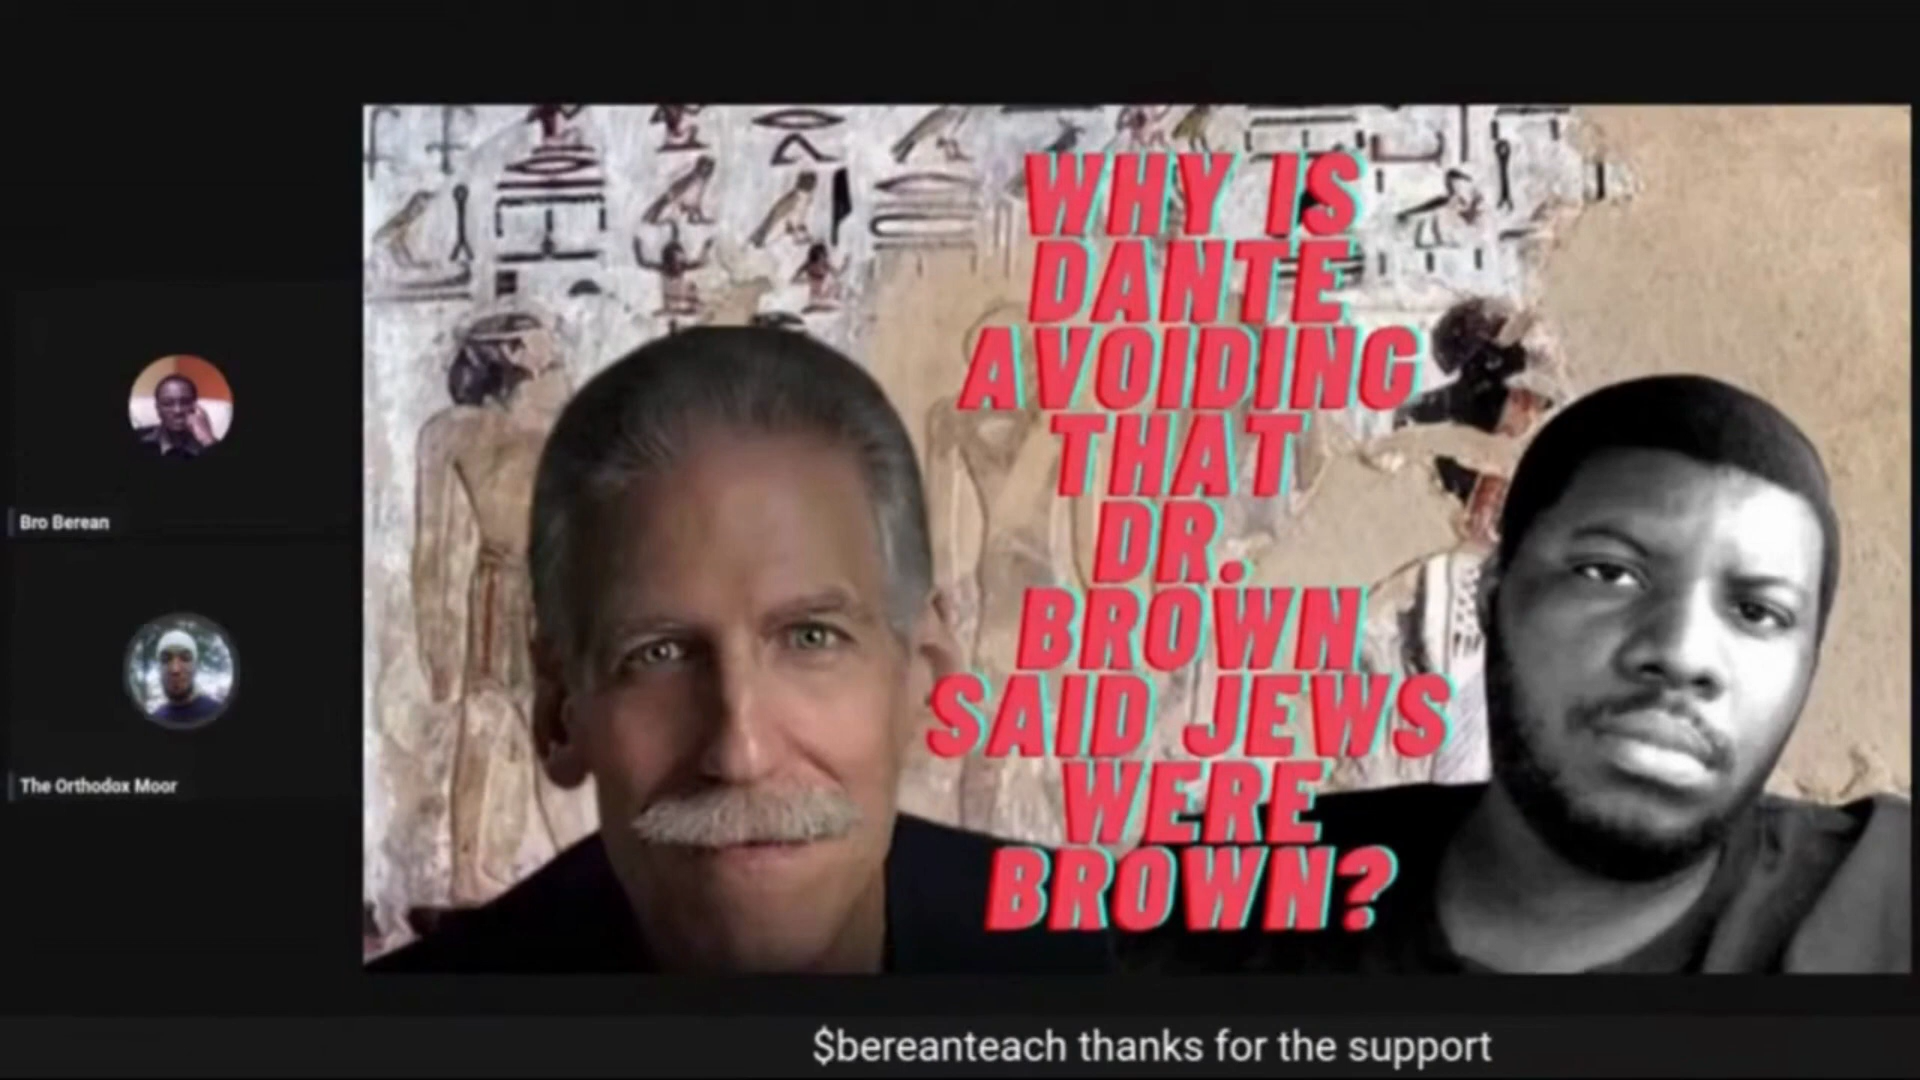 WHY IS
DANTE
AVOIDING
THAT
DR.
BROWN
SAID JEWS
WERE
BROWN?
Bro Berean
The Orthodox Moor
$bereanteach thanks for the support